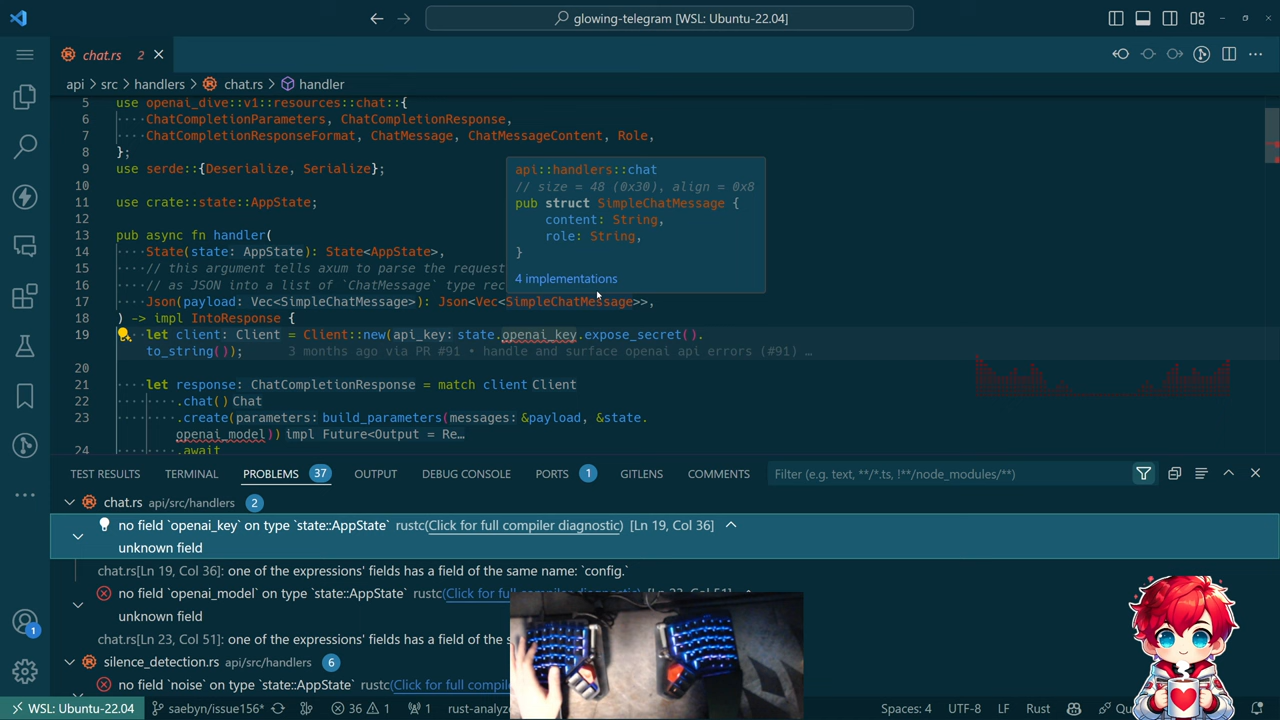 glowing-telegram [WSL: Ubuntu-22.04]
chat.rs 2
api > src > handlers > chat.rs > handler
5 use openai_dive::v1::resources::chat::{
6 ····ChatCompletionParameters, ChatCompletionResponse,
7 ····ChatCompletionResponseFormat, ChatMessage, ChatMessageContent, Role,
8 };
9 use serde::{Deserialize, Serialize};
10
11 use crate::state::AppState;
12
13 pub async fn handler(
14 ····State(state: AppState): State<AppState>,
15 ····// this argument tells axum to parse the request
16 ····// as JSON into a list of `ChatMessage` type
17 ····Json(payload: Vec<SimpleChatMessage>): Json<Vec<SimpleChatMessage>>,
18 ) -> impl IntoResponse {
19 ····let client: Client = Client::new(api_key: state.openai_key.expose_secret().
to_string()); 3 months ago via PR #91 • handle and surface openai api errors (#91) …
20
21 let response: ChatCompletionResponse = match client Client
22 .chat() Chat
23 .create(parameters: build_parameters(messages: &payload, &state.
openai_model)) impl Future<Output = Re…
24 .await
api::handlers::chat
// size = 48 (0x30), align = 0x8
pub struct SimpleChatMessage {
content: String,
role: String,
}
4 implementations
TEST RESULTS TERMINAL PROBLEMS 37 OUTPUT DEBUG CONSOLE PORTS 1 GITLENS COMMENTS Filter (e.g. text, **/*.ts, !**/node_modules/**)
chat.rs api/src/handlers 2
no field `openai_key` on type `state::AppState` rustc(Click for full compiler diagnostic) [Ln 19, Col 36]
unknown field
chat.rs[Ln 19, Col 36]: one of the expressions' fields has a field of the same name: `config.`
no field `openai_model` on type `state::AppState` rustc(Click for full compiler diagnostic) [Ln 23, Col 51]
unknown field
chat.rs[Ln 23, Col 51]: one of the expressions' fields has a field of the
silence_detection.rs api/src/handlers 6
no field `noise` on type `state::AppState` rustc(Click for full
1
WSL: Ubuntu-22.04 saebyn/issue156* 36 1 1 rust-analyz Spaces: 4 UTF-8 LF Rust